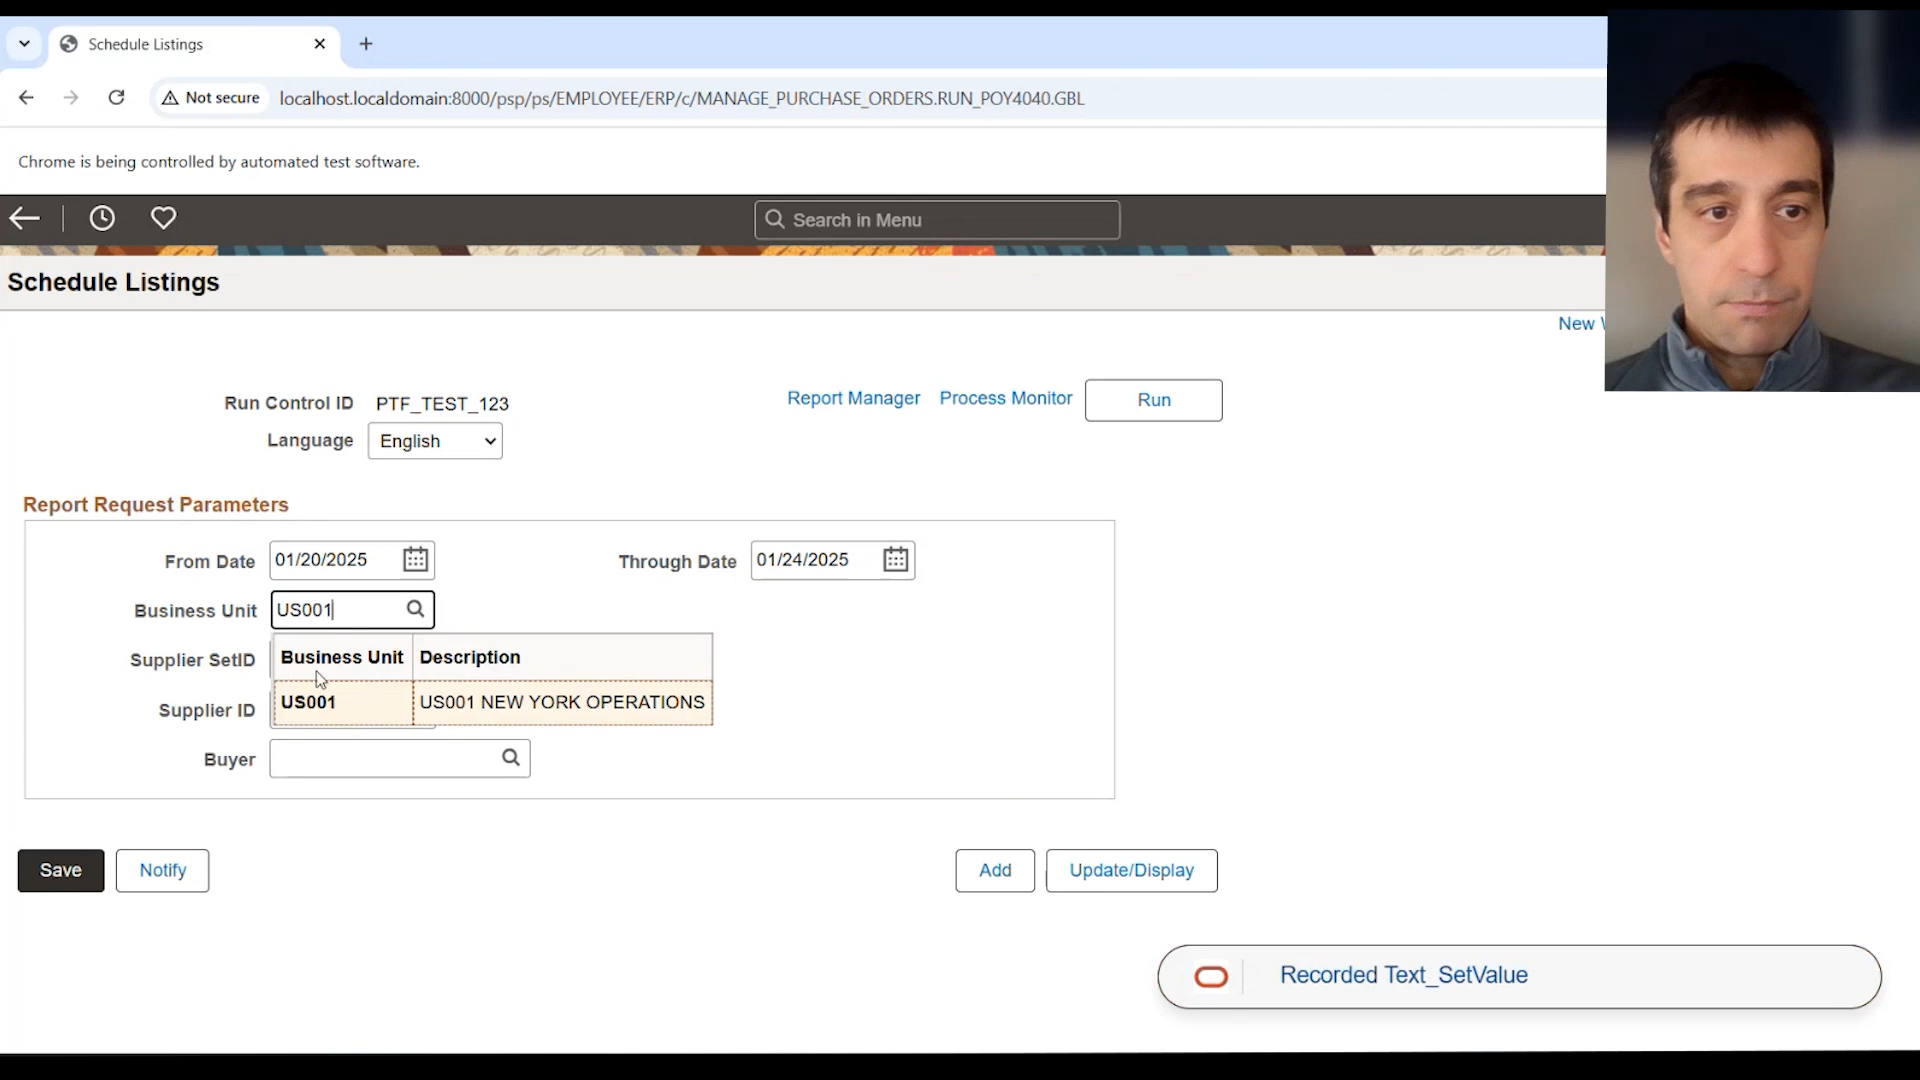 Schedule Listings
Not secure
localhost.localdomain:8000/psp/ps/EMPLOYEE/ERP/c/MANAGE_PURCHASE_ORDERS.RUN_POY4040.GBL
Chrome is being controlled by automated test software.
Search in Menu
Schedule Listings
New
Run Control ID PTF_TEST_123
Report Manager Process Monitor Run
Language English
Report Request Parameters
From Date 01/20/2025 Through Date 01/24/2025
Business Unit US001
Supplier SetID Business Unit Description
Supplier ID US001 US001 NEW YORK OPERATIONS
Buyer
Save Notify Add Update/Display
Recorded Text_SetValue